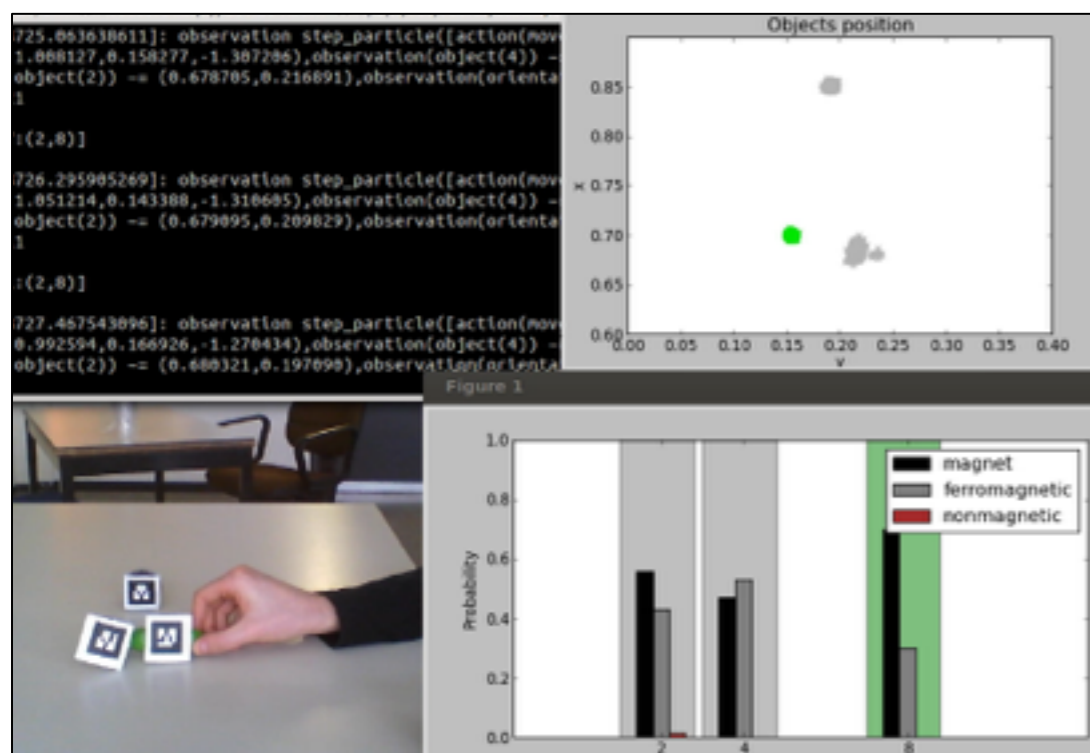 3725.063638611]: observation step_particle([action(mov
1.008127,0.158277,-1.307206),observation(object(4)) ~
object(2)) ~= (0.678705,0.216891),observation(orienta
1
:(2,8)]
3726.295905269]: observation step_particle([action(mov
1.051214,0.143388,-1.310605),observation(object(4)) ~
object(2)) ~= (0.679095,0.209829),observation(orienta
1
:(2,8)]
3727.467543096]: observation step_particle([action(mov
0.992594,0.166926,-1.270434),observation(object(4)) ~
object(2)) ~= (0.680321,0.197090),observation(orienta
Objects position
0.85
0.80
x 0.75
0.70
0.65
0.60
0.00 0.05 0.10 0.15 0.20 0.25 0.30 0.35 0.40
Figure 1
1.0
0.8
0.6
0.4
0.2
0.0
Probability
magnet
ferromagnetic
nonmagnetic
2 4 8